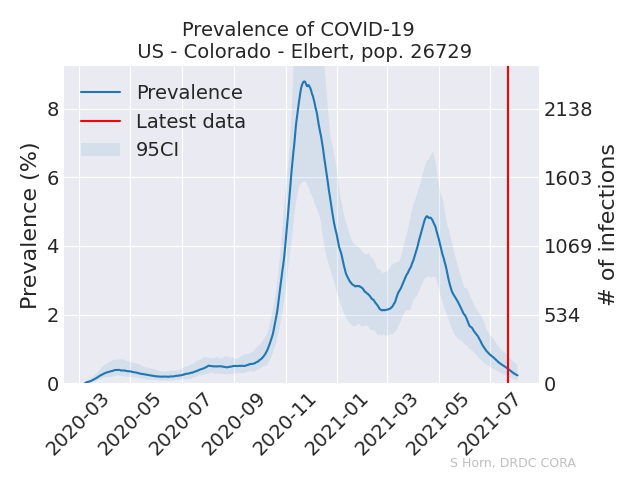 Prevalence of COVID-19
US - Colorado - Elbert, pop. 26729
Prevalence
Latest data
95CI
Prevalence (%)
8
6
4
2
0
2138
1603
1069
534
0
# of infections
2020-03
2020-05
2020-07
2020-09
2020-11
2021-01
2021-03
2021-05
2021-07
S Horn, DRDC CORA